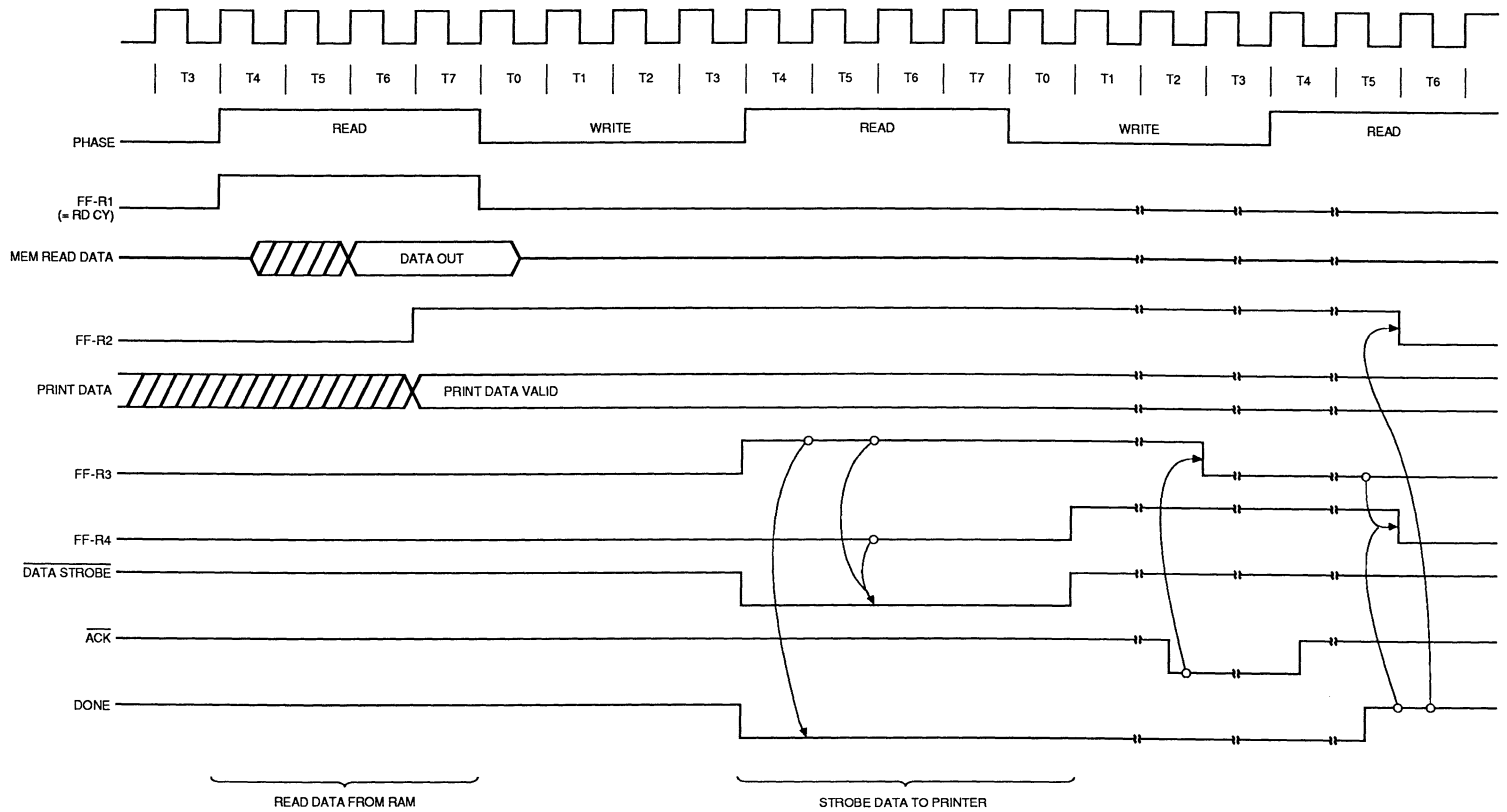 T3 T4 T5 T6 T7 T0 T1 T2 T3 T4 T5 T6 T7 T0 T1 T2 T3 T4 T5 T6
PHASE READ WRITE READ WRITE READ
FF-R1
(= RD CY)
MEM READ DATA DATA OUT
FF-R2
PRINT DATA PRINT DATA VALID
FF-R3
FF-R4
DATA STROBE
ACK
DONE
READ DATA FROM RAM STROBE DATA TO PRINTER